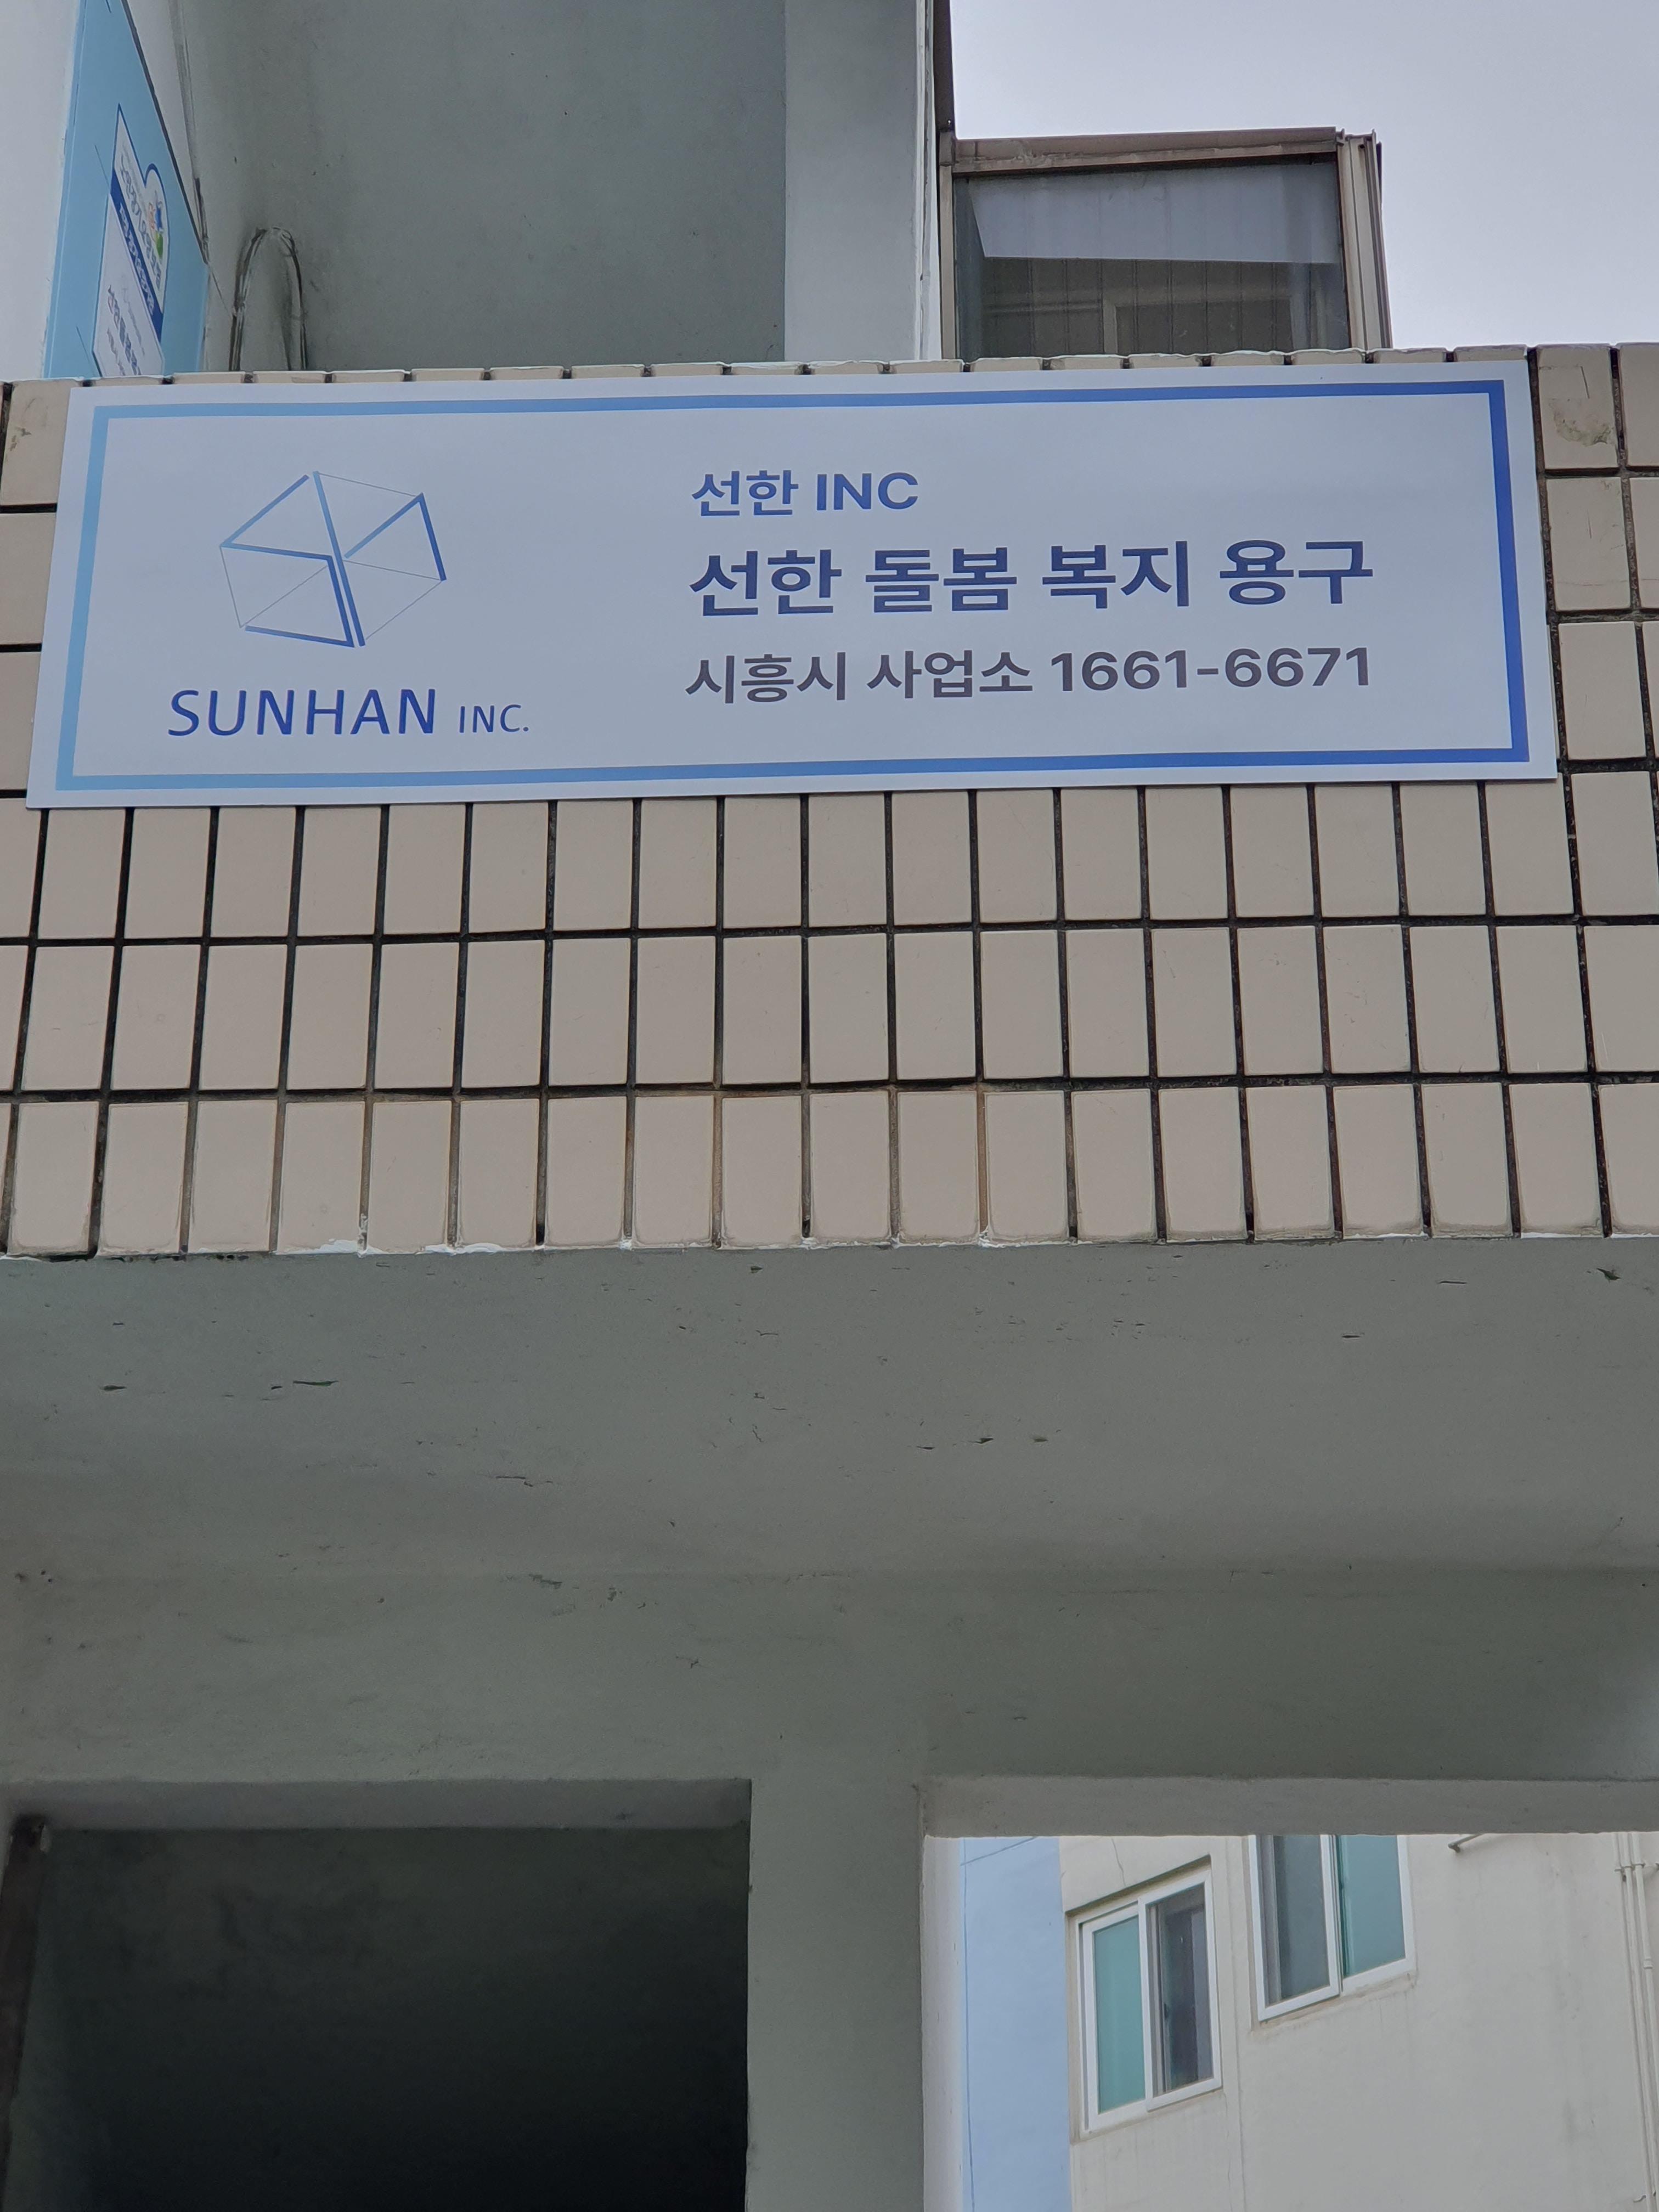 선한 INC
선한 돌봄 복지 용구
시흥시 사업소 1661-6671
SUNHAN INC.